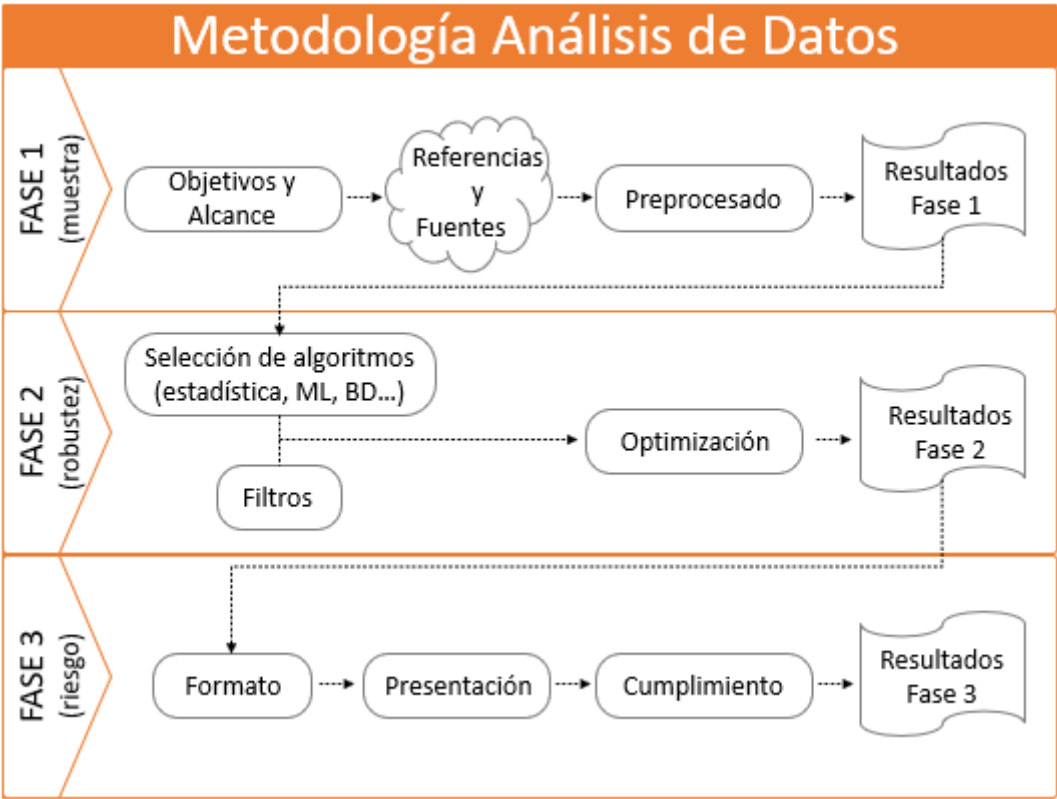 Metodología Análisis de Datos
FASE 1
(muestra)
Objetivos y
Alcance
Referencias
y
Fuentes
Preprocesado
Resultados
Fase 1
FASE 2
(robustez)
Selección de algoritmos
(estadística, ML, BD...)
Filtros
Optimización
Resultados
Fase 2
FASE 3
(riesgo)
Formato
Presentación
Cumplimiento
Resultados
Fase 3